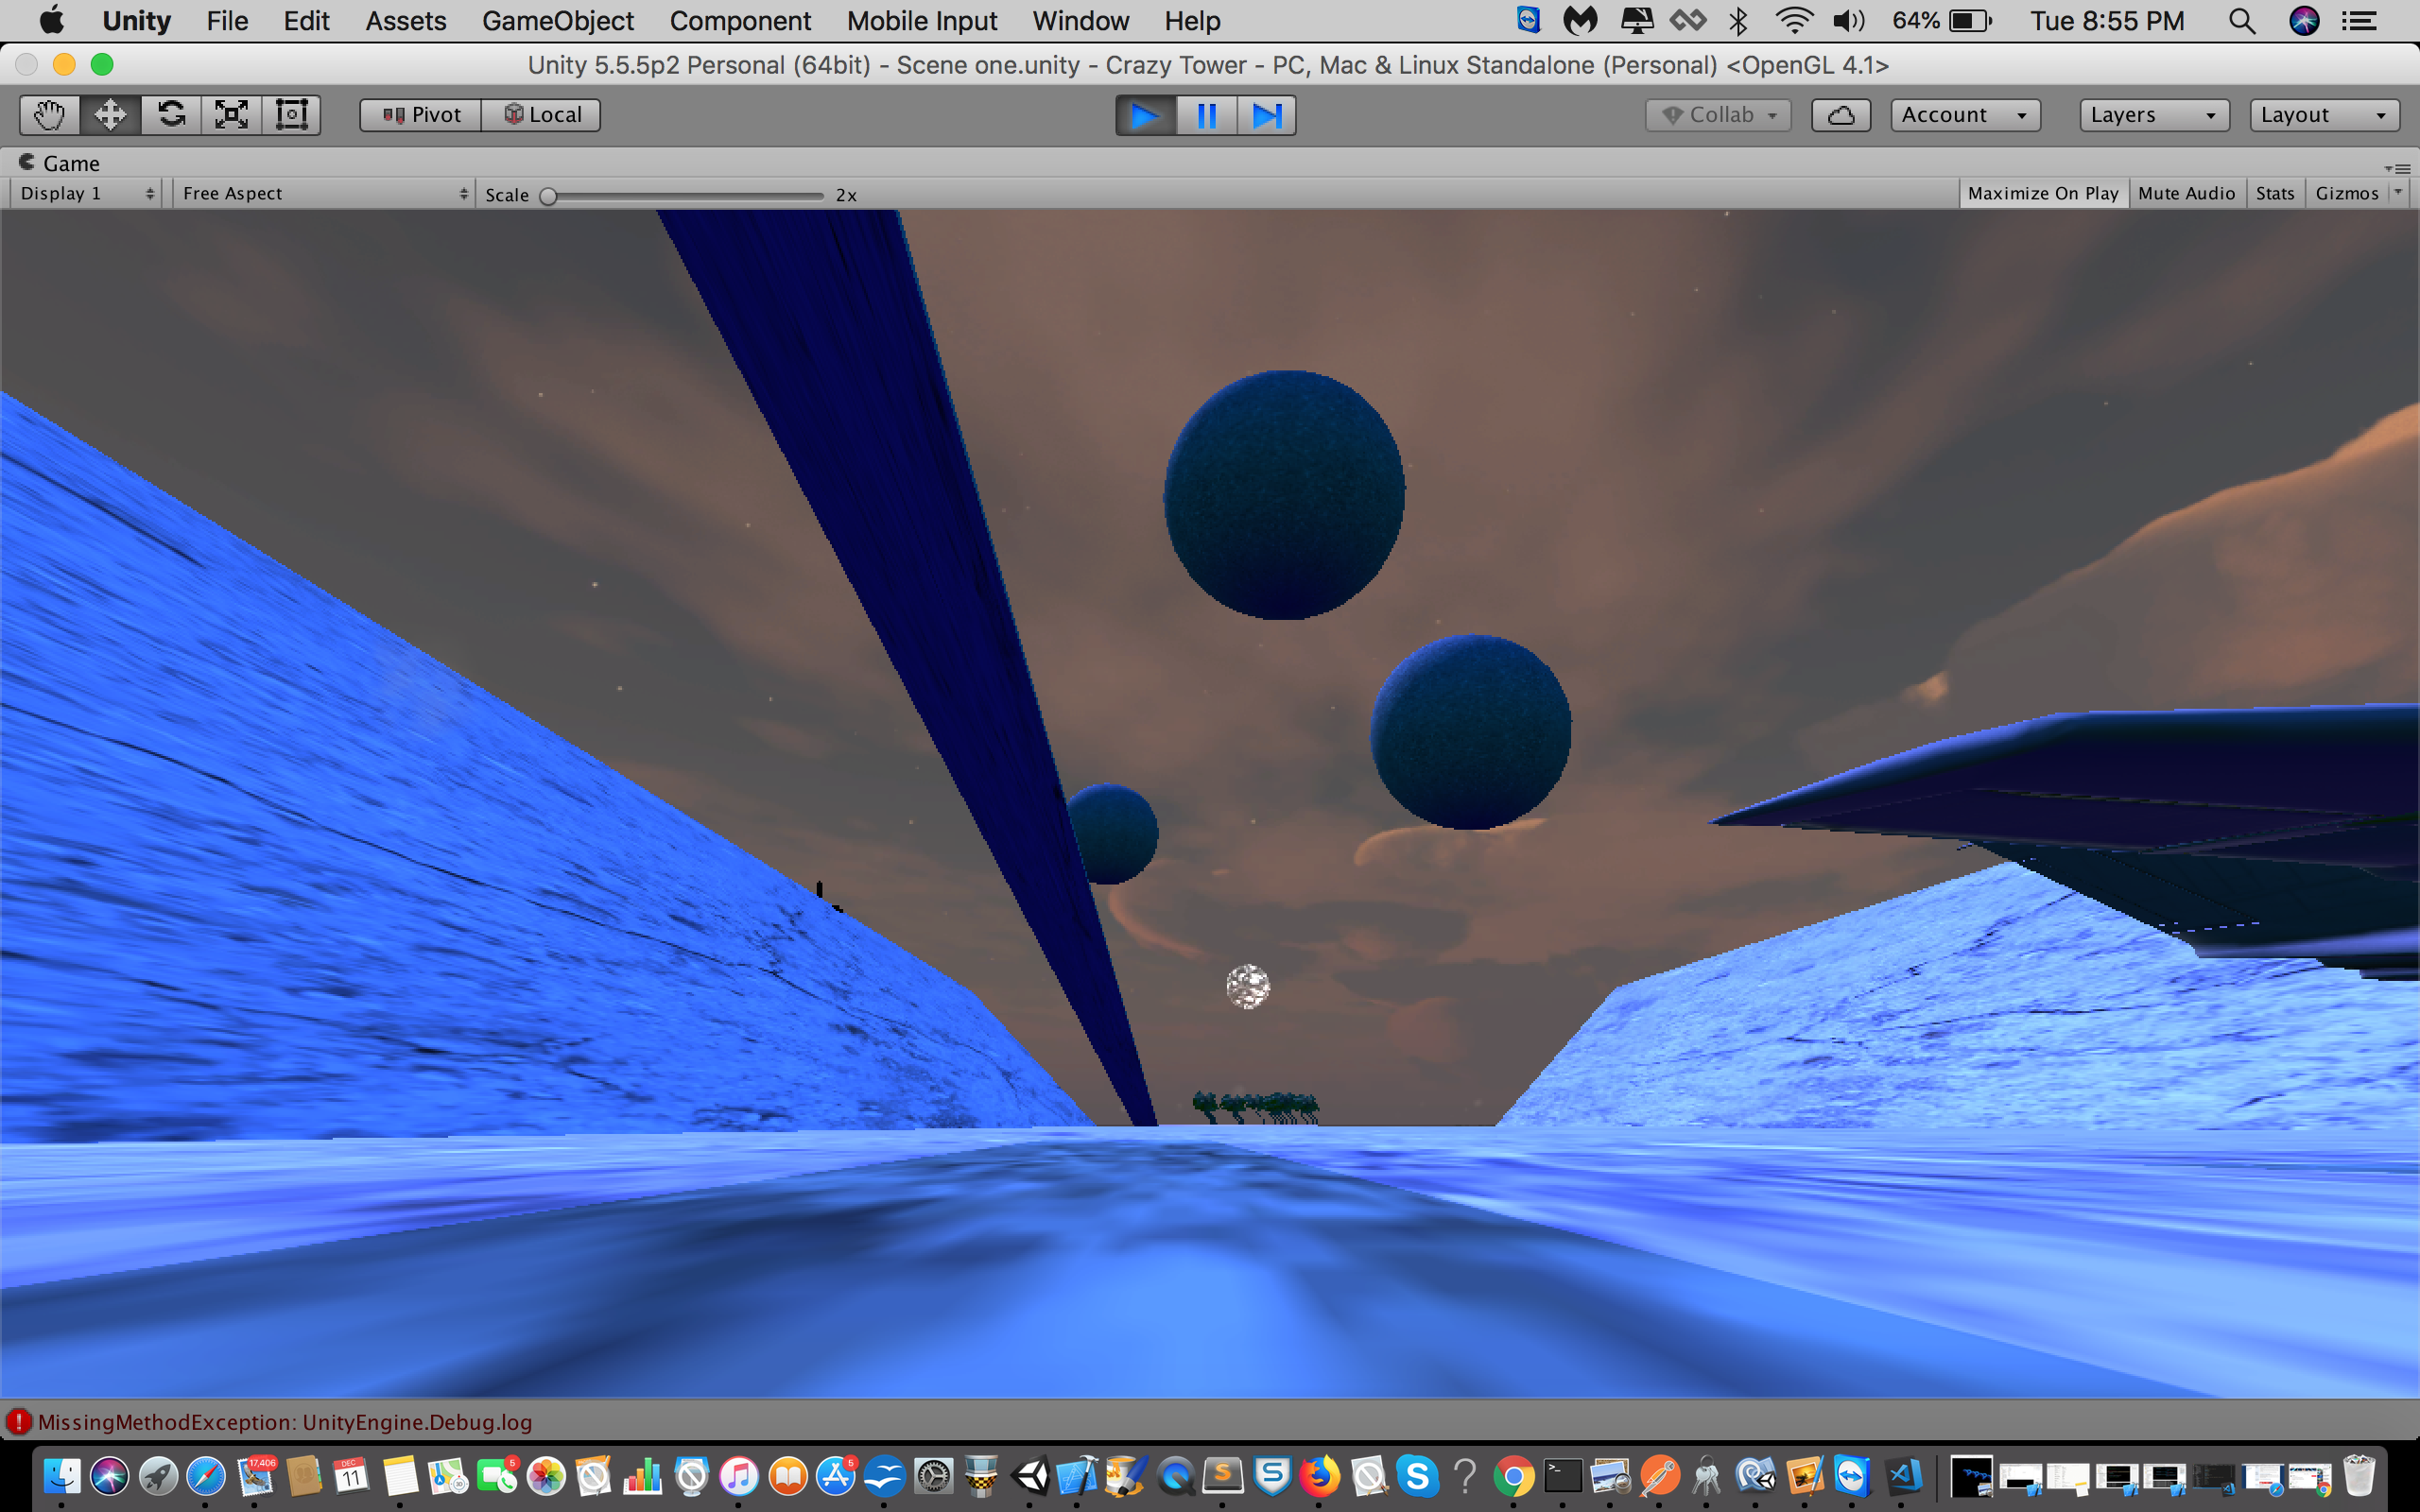 Unity File Edit Assets GameObject Component Mobile Input Window Help 64% Tue 8:55 PM
Unity 5.5.5p2 Personal (64bit) - Scene one.unity - Crazy Tower - PC, Mac & Linux Standalone (Personal) <OpenGL 4.1>
Pivot Local Collab Account Layers Layout
Game
Display 1 Free Aspect Scale 2x Maximize On Play Mute Audio Stats Gizmos
MissingMethodException: UnityEngine.Debug.log
17,406 DEC 11 5 5